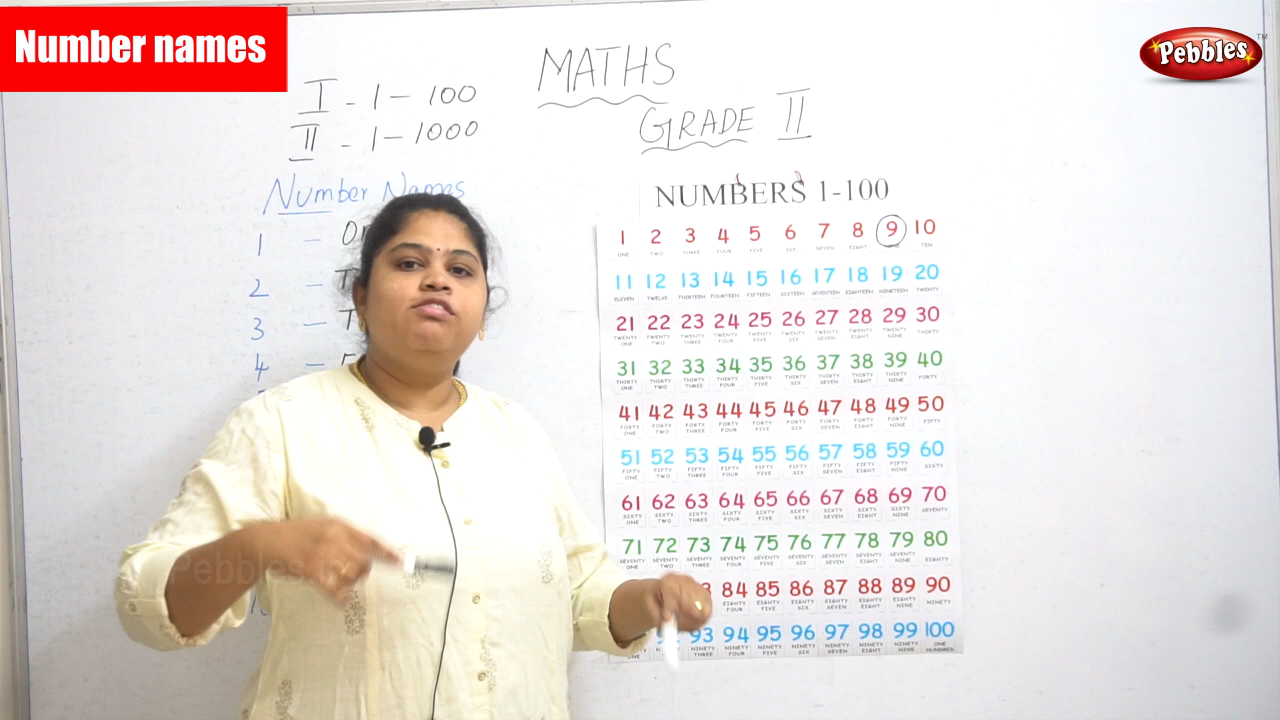 Number names
Pebbles TM
MATHS
GRADE II
I - 1 - 100
II - 1 - 1000
Number Names
1 -
2 -
3 -
4 -
NUMBERS 1-100
1 2 3 4 5 6 7 8 9 10
ONE TWO THREE FOUR FIVE SIX SEVEN EIGHT NINE TEN
11 12 13 14 15 16 17 18 19 20
ELEVEN TWELVE THIRTEEN FOURTEEN FIFTEEN SIXTEEN SEVENTEEN EIGHTEEN NINETEEN TWENTY
21 22 23 24 25 26 27 28 29 30
TWENTY TWENTY TWENTY TWENTY TWENTY TWENTY TWENTY TWENTY TWENTY THIRTY
ONE TWO THREE FOUR FIVE SIX SEVEN EIGHT NINE
31 32 33 34 35 36 37 38 39 40
THIRTY THIRTY THIRTY THIRTY THIRTY THIRTY THIRTY THIRTY THIRTY FORTY
ONE TWO THREE FOUR FIVE SIX SEVEN EIGHT NINE
41 42 43 44 45 46 47 48 49 50
FORTY FORTY FORTY FORTY FORTY FORTY FORTY FORTY FORTY FIFTY
ONE TWO THREE FOUR FIVE SIX SEVEN EIGHT NINE
51 52 53 54 55 56 57 58 59 60
FIFTY FIFTY FIFTY FIFTY FIFTY FIFTY FIFTY FIFTY FIFTY SIXTY
ONE TWO THREE FOUR FIVE SIX SEVEN EIGHT NINE
61 62 63 64 65 66 67 68 69 70
SIXTY SIXTY SIXTY SIXTY SIXTY SIXTY SIXTY SIXTY SIXTY SEVENTY
ONE TWO THREE FOUR FIVE SIX SEVEN EIGHT NINE
71 72 73 74 75 76 77 78 79 80
SEVENTY SEVENTY SEVENTY SEVENTY SEVENTY SEVENTY SEVENTY SEVENTY SEVENTY EIGHTY
ONE TWO THREE FOUR FIVE SIX SEVEN EIGHT NINE
84 85 86 87 88 89 90
EIGHTY EIGHTY EIGHTY EIGHTY EIGHTY EIGHTY NINETY
FOUR FIVE SIX SEVEN EIGHT NINE
93 94 95 96 97 98 99 100
NINETY NINETY NINETY NINETY NINETY NINETY NINETY ONE
ONE THREE FOUR FIVE SIX SEVEN EIGHT NINE HUNDRED